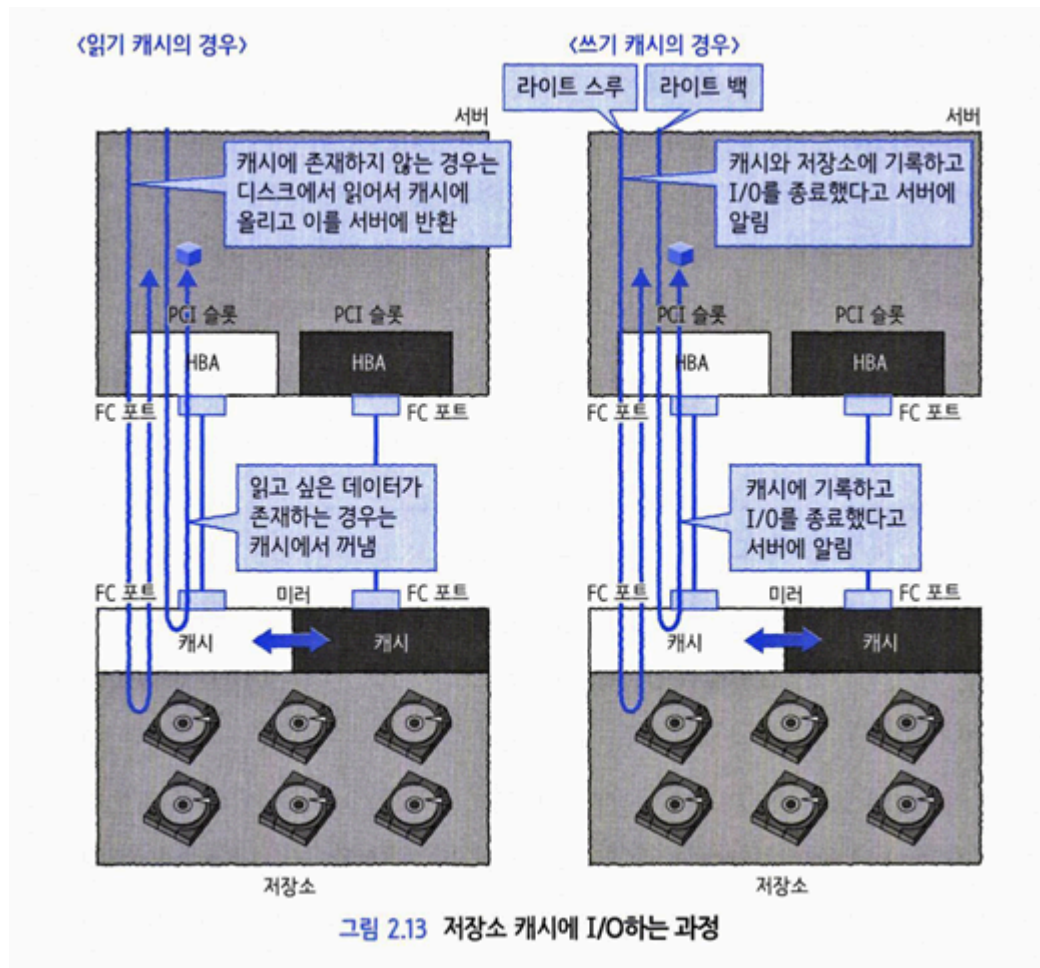 <읽기 캐시의 경우>
서버
캐시에 존재하지 않는 경우는
디스크에서 읽어서 캐시에
올리고 이를 서버에 반환
PCI 슬롯
PCI 슬롯
HBA
HBA
FC 포트
FC 포트
읽고 싶은 데이터가
존재하는 경우는
캐시에서 꺼냄
FC 포트
미러
FC 포트
캐시
캐시
저장소
<쓰기 캐시의 경우>
라이트 스루
라이트 백
서버
캐시와 저장소에 기록하고
I/O를 종료했다고 서버에
알림
PCI 슬롯
PCI 슬롯
HBA
HBA
FC 포트
FC 포트
캐시에 기록하고
I/O를 종료했다고
서버에 알림
FC 포트
미러
FC 포트
캐시
캐시
저장소
그림 2.13 저장소 캐시에 I/O하는 과정